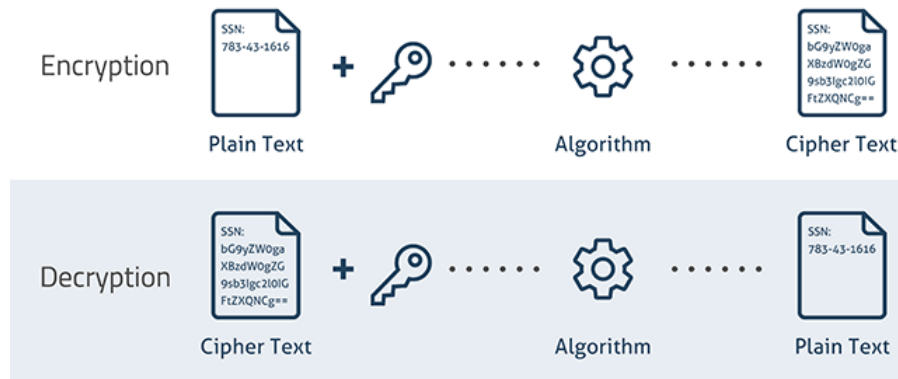 Encryption
SSN:
783-43-1616
+
Plain Text
Algorithm
SSN:
bG9yZW0ga
XBzdW0gZG
9sb3Igc2l0IG
FtZXQNCg==
Cipher Text
Decryption
SSN:
bG9yZW0ga
XBzdW0gZG
9sb3Igc2l0IG
FtZXQNCg==
+
Cipher Text
Algorithm
SSN:
783-43-1616
Plain Text